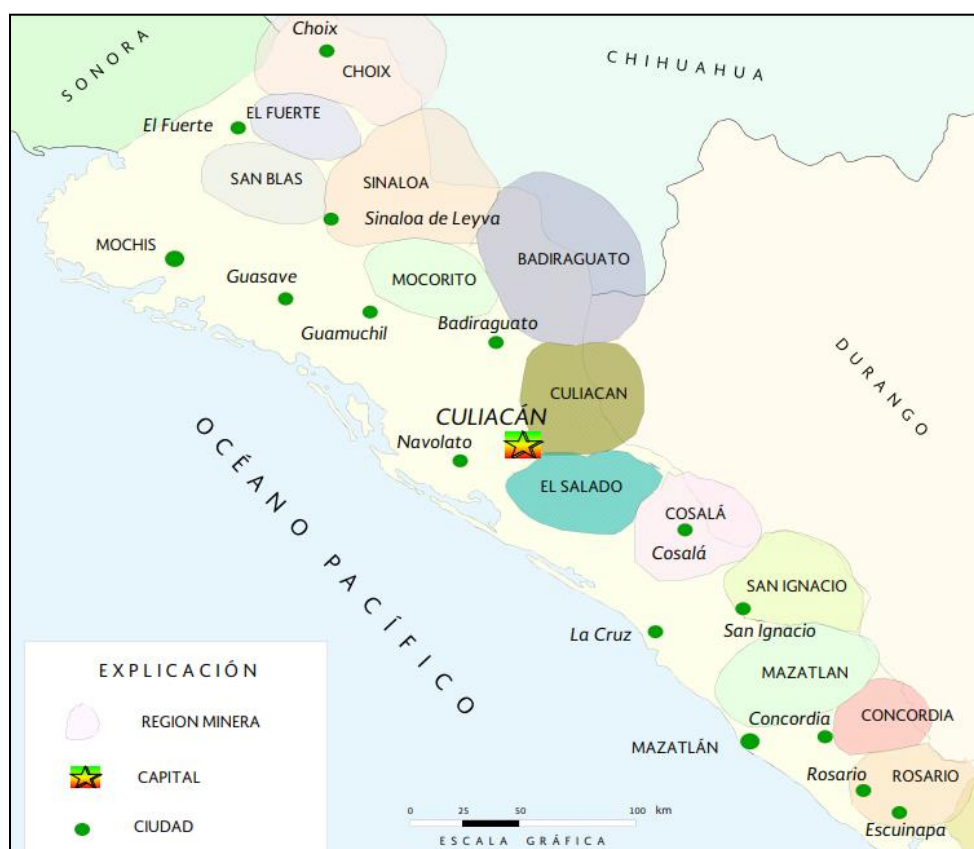 Choix
CHOIX
SONORA
CHIHUAHUA
EL FUERTE
El Fuerte
SAN BLAS
SINALOA
Sinaloa de Leyva
MOCHIS
BADIRAGUATO
Guasave
MOCORITO
Guamuchil
Badiraguato
DURANGO
CULIACAN
CULIACÁN
Navolato
EL SALADO
COSALÁ
Cosalá
OCÉANO PACÍFICO
SAN IGNACIO
San Ignacio
La Cruz
MAZATLAN
Concordia
CONCORDIA
MAZATLÁN
Rosario
ROSARIO
Escuinapa
EXPLICACIÓN
REGION MINERA
CAPITAL
CIUDAD
0 25 50 100 km
ESCALA GRÁFICA